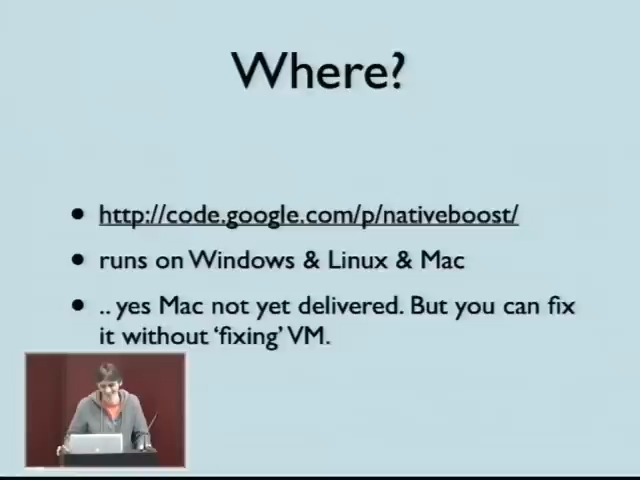 Where?
http://code.google.com/p/nativeboost/
runs on Windows & Linux & Mac
.. yes Mac not yet delivered. But you can fix
it without ‘fixing’ VM.